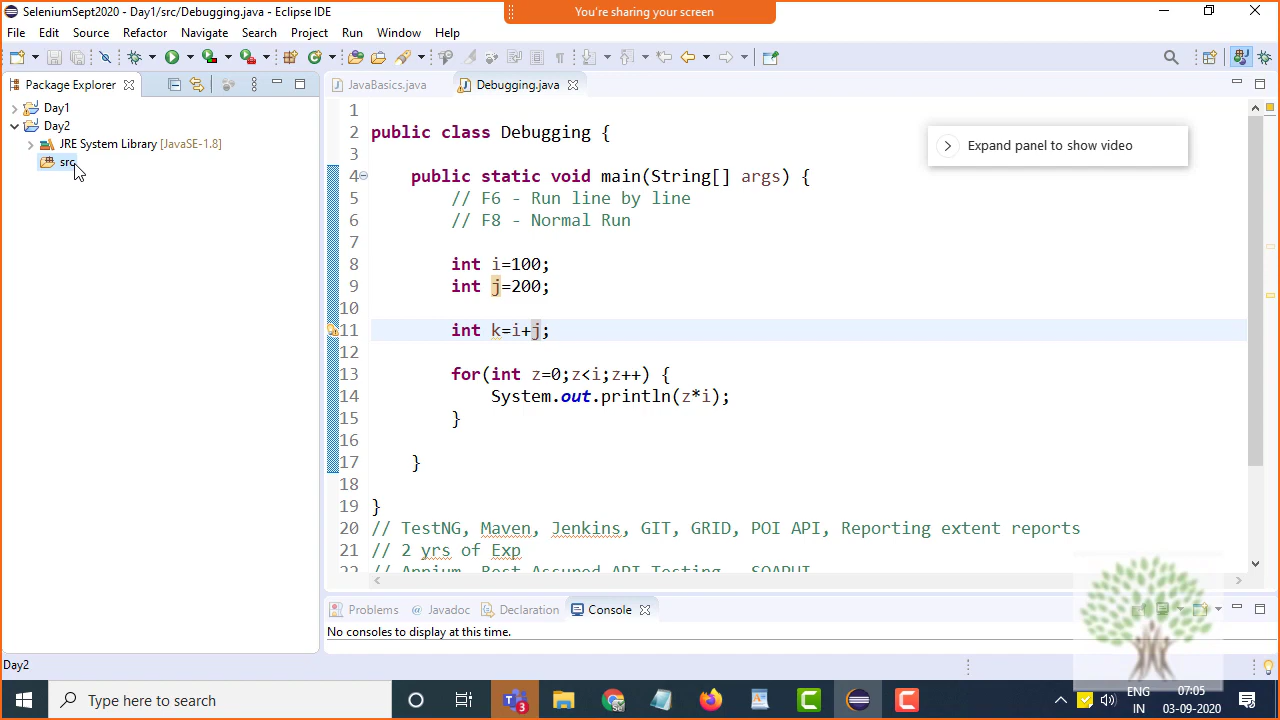 SeleniumSept2020 - Day1/src/Debugging.java - Eclipse IDE
You're sharing your screen
File Edit Source Refactor Navigate Search Project Run Window Help
Package Explorer
JavaBasics.java
Debugging.java
Day1
Day2
JRE System Library [JavaSE-1.8]
src
Expand panel to show video
1
2 public class Debugging {
3
4 public static void main(String[] args) {
5 // F6 - Run line by line
6 // F8 - Normal Run
7
8 int i=100;
9 int j=200;
10
11 int k=i+j;
12
13 for(int z=0;z<i;z++) {
14 System.out.println(z*i);
15 }
16
17 }
18
19 }
20 // TestNG, Maven, Jenkins, GIT, GRID, POI API, Reporting extent reports
21 // 2 yrs of Exp
22 // Appium, Rest Assured API Testing, SOAPUI
Problems @ Javadoc Declaration Console
No consoles to display at this time.
Day2
Type here to search
3
ENG
IN
07:05
03-09-2020